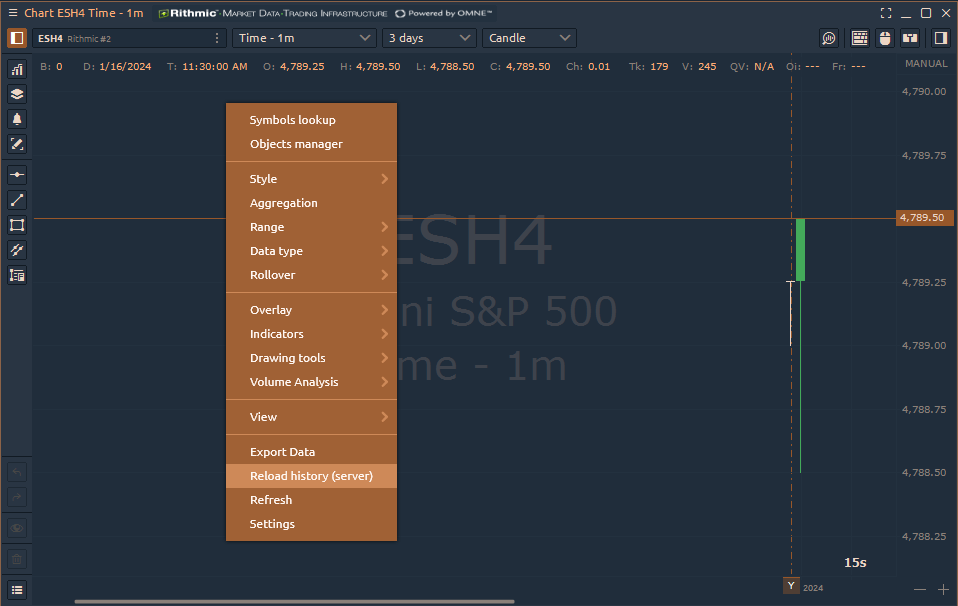 Chart ESH4 Time - 1m Rithmic™-Market Data-Trading Infrastructure Powered by OMNE™
ESH4 Rithmic #2 Time - 1m 3 days Candle
B: 0 D: 1/16/2024 T: 11:30:00 AM O: 4,789.25 H: 4,789.50 L: 4,788.50 C: 4,789.50 Ch: 0.01 Tk: 179 V: 245 QV: N/A Oi: --- Fr: --- MANUAL
4,790.00
Symbols lookup
Objects manager
4,789.75
Style
Aggregation
4,789.50
Range
ESH4
Data type
Rollover
4,789.25
Overlay
ni S&P 500
Indicators
4,789.00
Drawing tools
me - 1m
Volume Analysis
4,788.75
View
Export Data
4,788.50
Reload history (server)
Refresh
Settings
4,788.25
15s
Y 2024